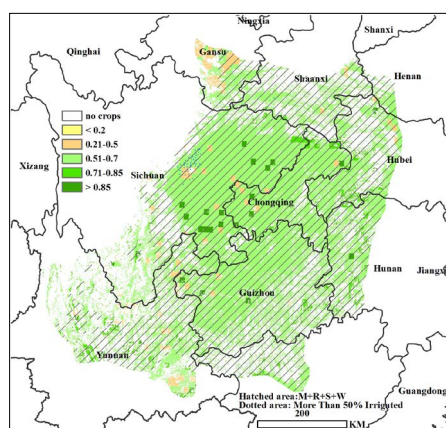 Ningxia
Shanxi
Qinghai
Gansu
Shaanxi
Henan
no crops
< 0.2
0.21-0.5
0.51-0.7
0.71-0.85
> 0.85
Xizang
Sichuan
Hubei
Chongqing
Hunan
Jiangx
Guizhou
Yunnan
Guangdong
Hatched area:M+R+S+W
Dotted area: More Than 50% Irrigated
200
KM